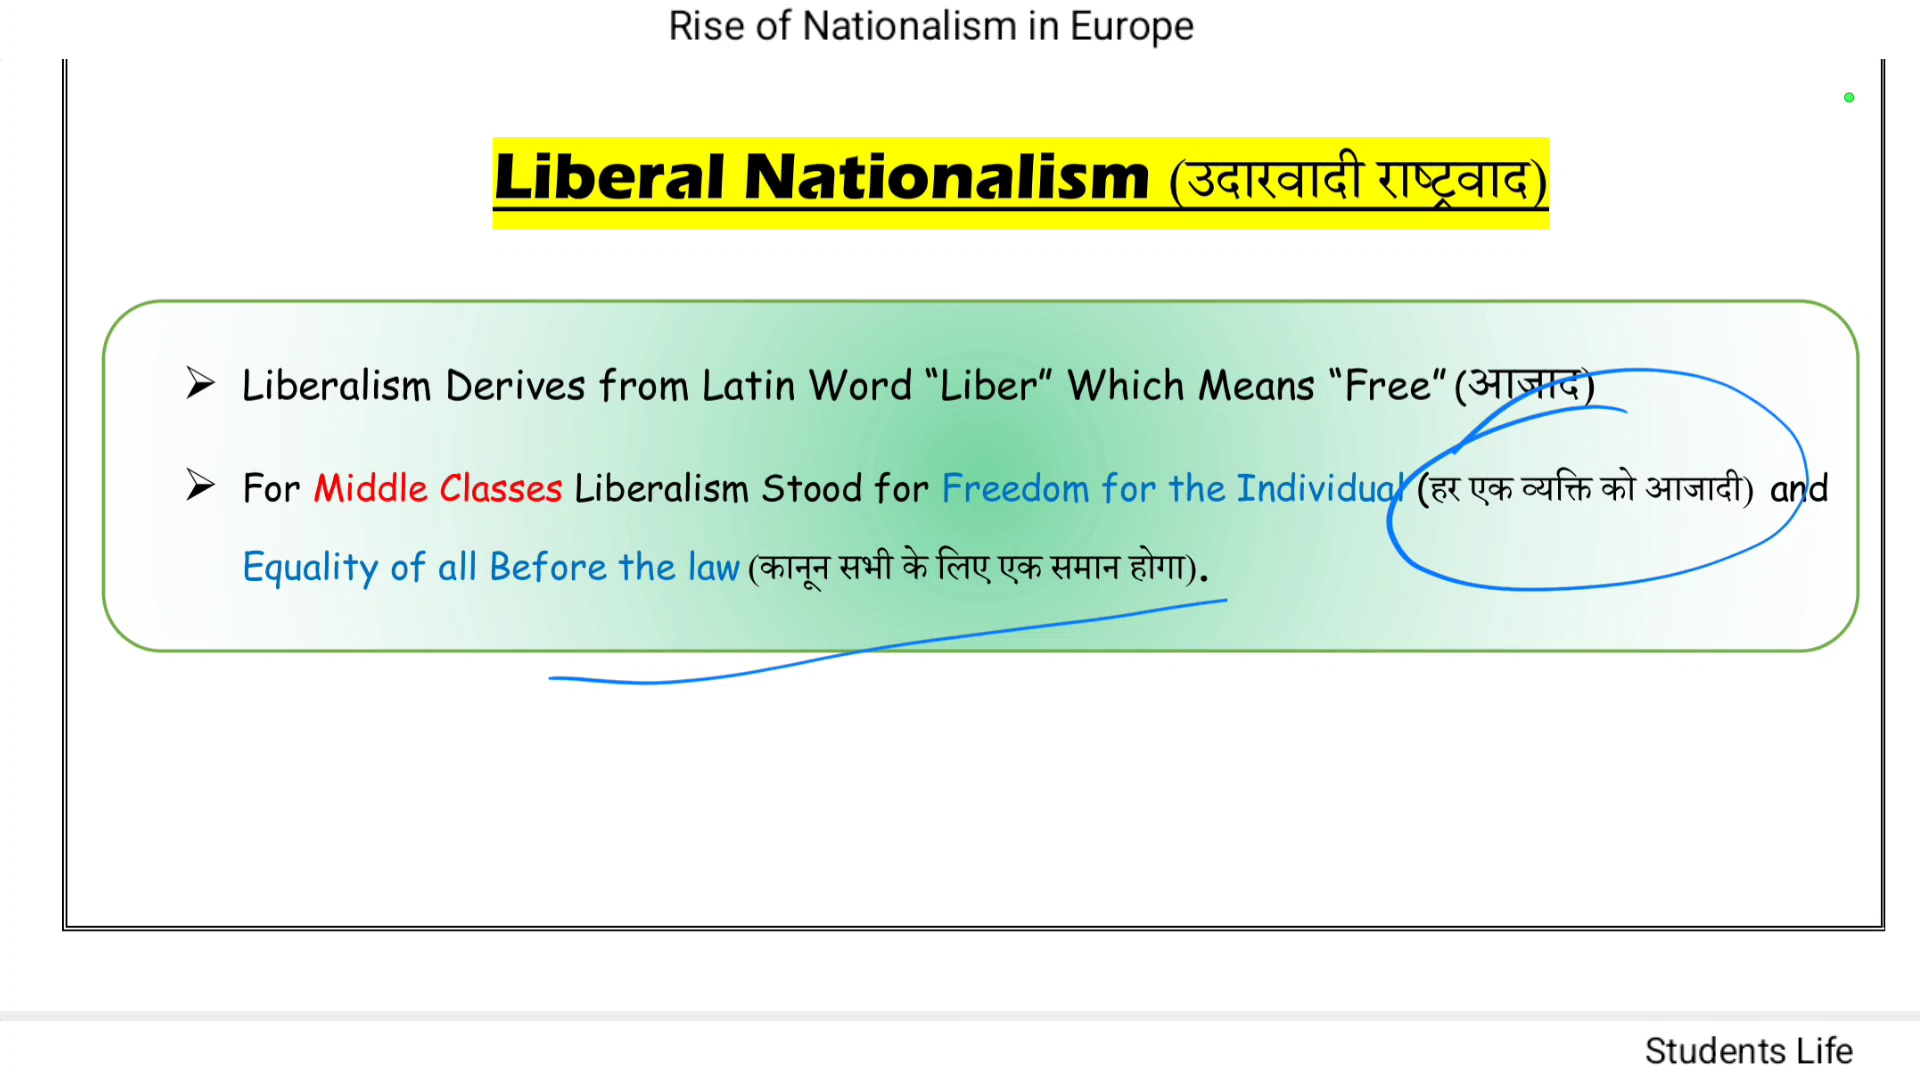 Rise of Nationalism in Europe
Liberal Nationalism (उदारवादी राष्ट्रवाद)
➢ Liberalism Derives from Latin Word “Liber” Which Means “Free” (आजाद)
➢ For Middle Classes Liberalism Stood for Freedom for the Individual (हर एक व्यक्ति को आजादी) and
Equality of all Before the law (कानून सभी के लिए एक समान होगा).
Students Life